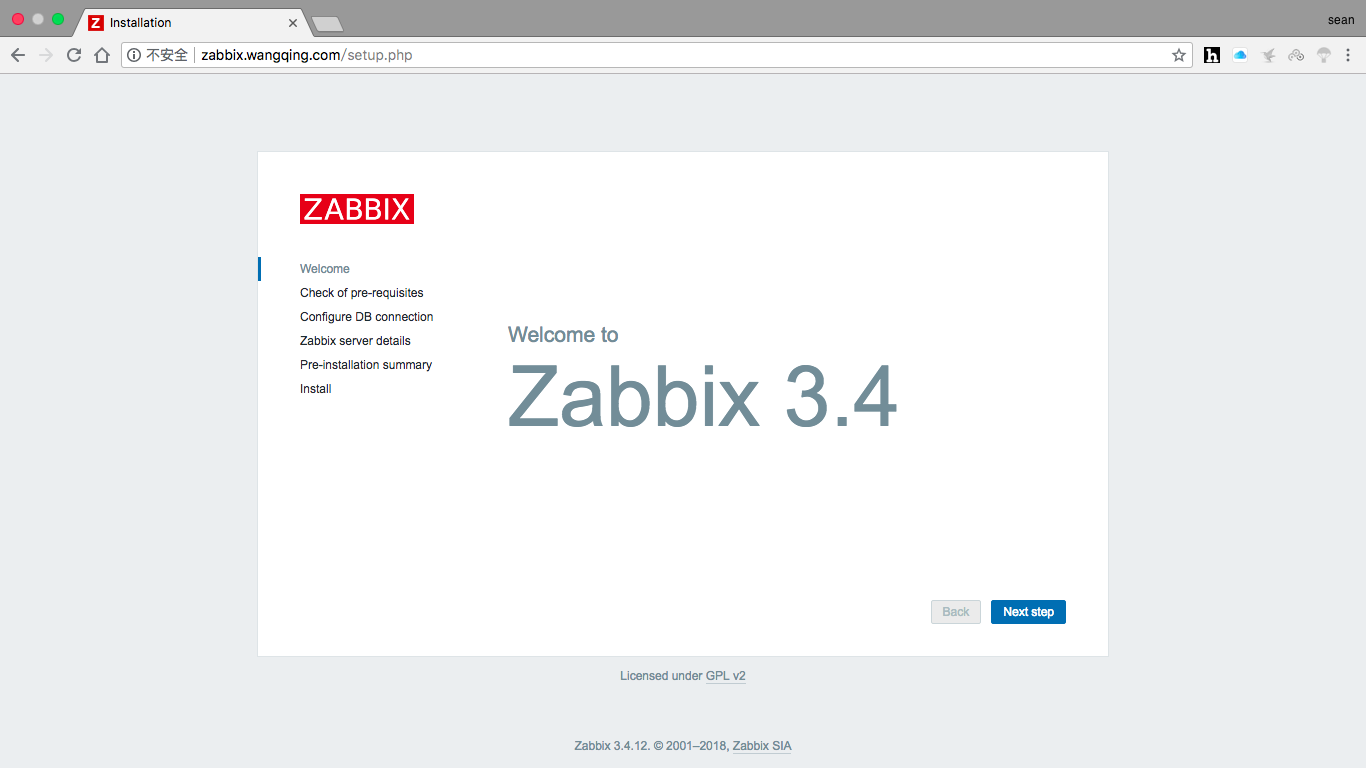 Z Installation
sean
不安全 zabbix.wangqing.com/setup.php
h
ZABBIX
Welcome
Check of pre-requisites
Configure DB connection
Zabbix server details
Pre-installation summary
Install
Welcome to
Zabbix 3.4
Back Next step
Licensed under GPL v2
Zabbix 3.4.12. © 2001–2018, Zabbix SIA